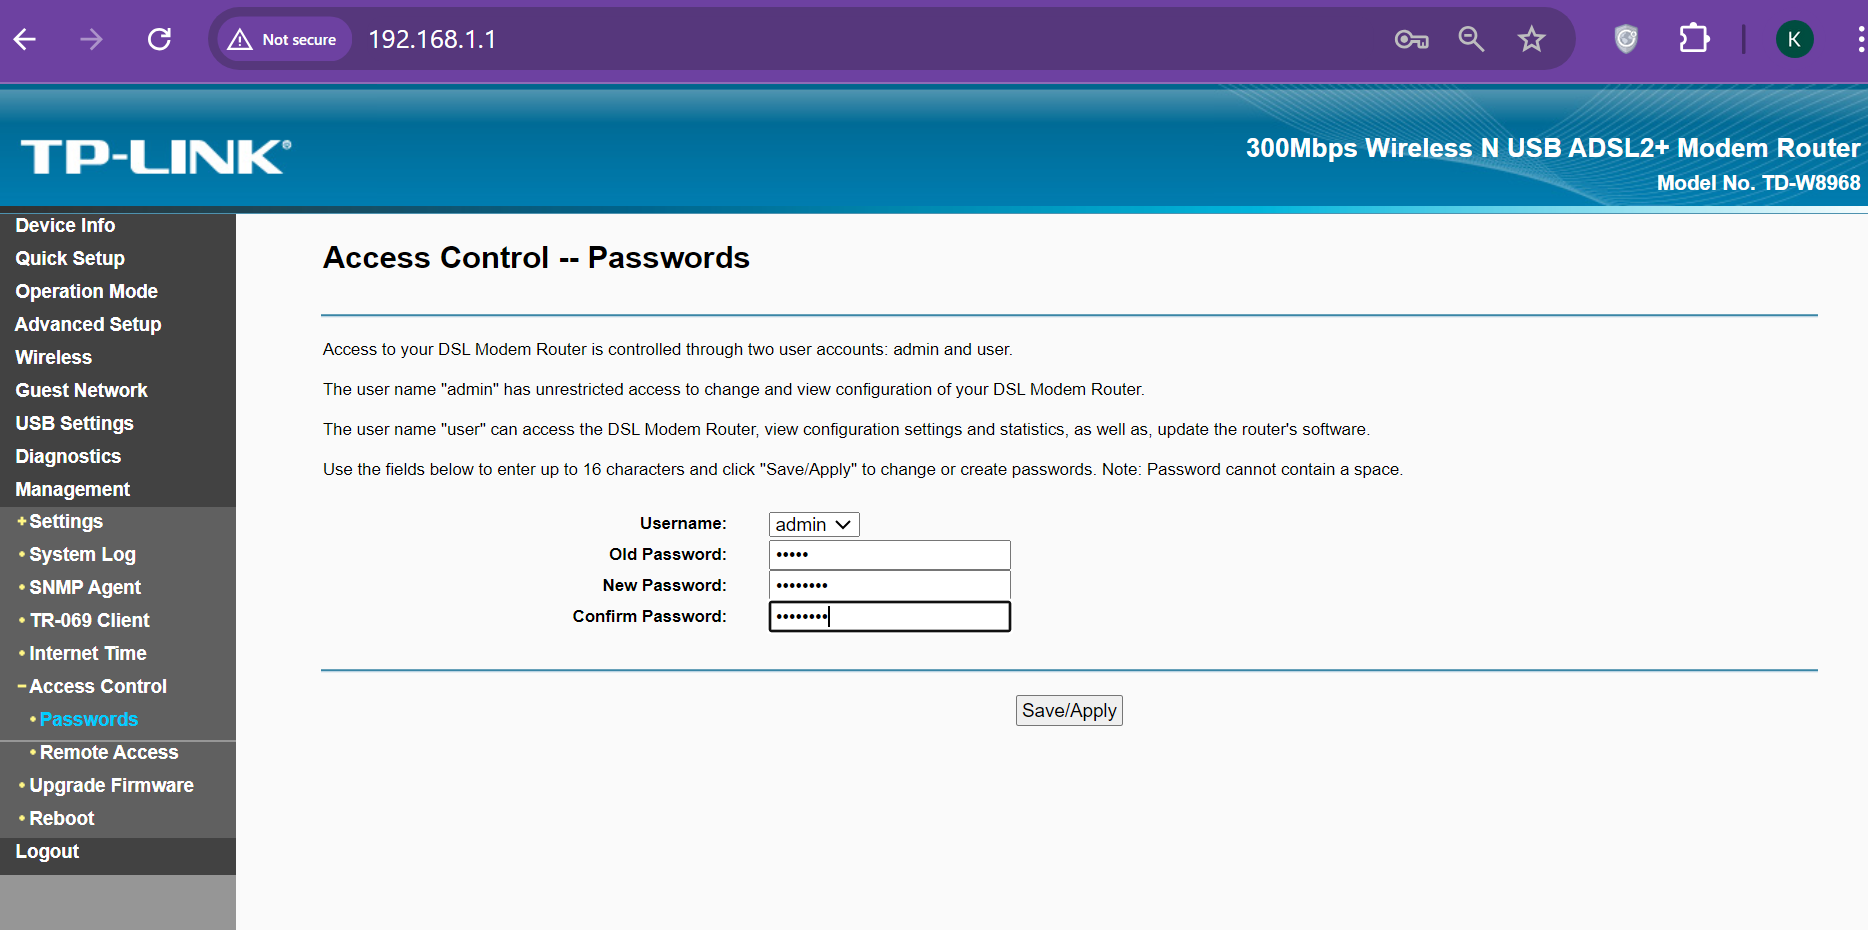 Not secure 192.168.1.1 K
TP-LINK®
300Mbps Wireless N USB ADSL2+ Modem Router
Model No. TD-W8968
Device Info
Quick Setup
Operation Mode
Advanced Setup
Wireless
Guest Network
USB Settings
Diagnostics
Management
+Settings
• System Log
• SNMP Agent
• TR-069 Client
• Internet Time
−Access Control
• Passwords
• Remote Access
• Upgrade Firmware
• Reboot
Logout
Access Control -- Passwords
Access to your DSL Modem Router is controlled through two user accounts: admin and user.
The user name "admin" has unrestricted access to change and view configuration of your DSL Modem Router.
The user name "user" can access the DSL Modem Router, view configuration settings and statistics, as well as, update the router's software.
Use the fields below to enter up to 16 characters and click "Save/Apply" to change or create passwords. Note: Password cannot contain a space.
Username: admin
Old Password: •••••
New Password: ••••••••
Confirm Password: ••••••••
Save/Apply